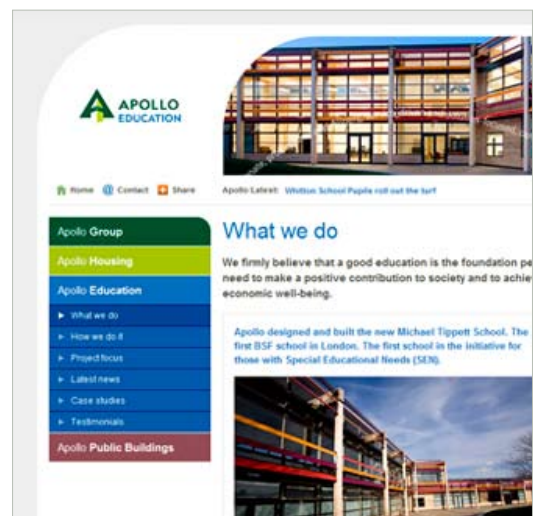 APOLLO
EDUCATION
Home Contact Share
Apollo Latest: Whitton School Pupils roll out the turf
Apollo Group
Apollo Housing
Apollo Education
What we do
How we do it
Project focus
Latest news
Case studies
Testimonials
Apollo Public Buildings
What we do
We firmly believe that a good education is the foundation pe
need to make a positive contribution to society and to achie
economic well-being.
Apollo designed and built the new Michael Tippett School. The
first BSF school in London. The first school in the initiative for
those with Special Educational Needs (SEN).